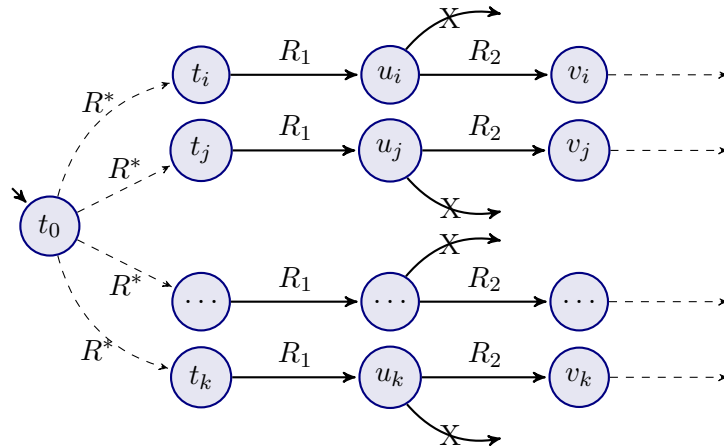 X
t_i R_1 u_i R_2 v_i
R^*
t_j R_1 u_j R_2 v_j
R^*
X
t_0
X
R^*
... R_1 ... R_2 ...
R^*
t_k R_1 u_k R_2 v_k
X